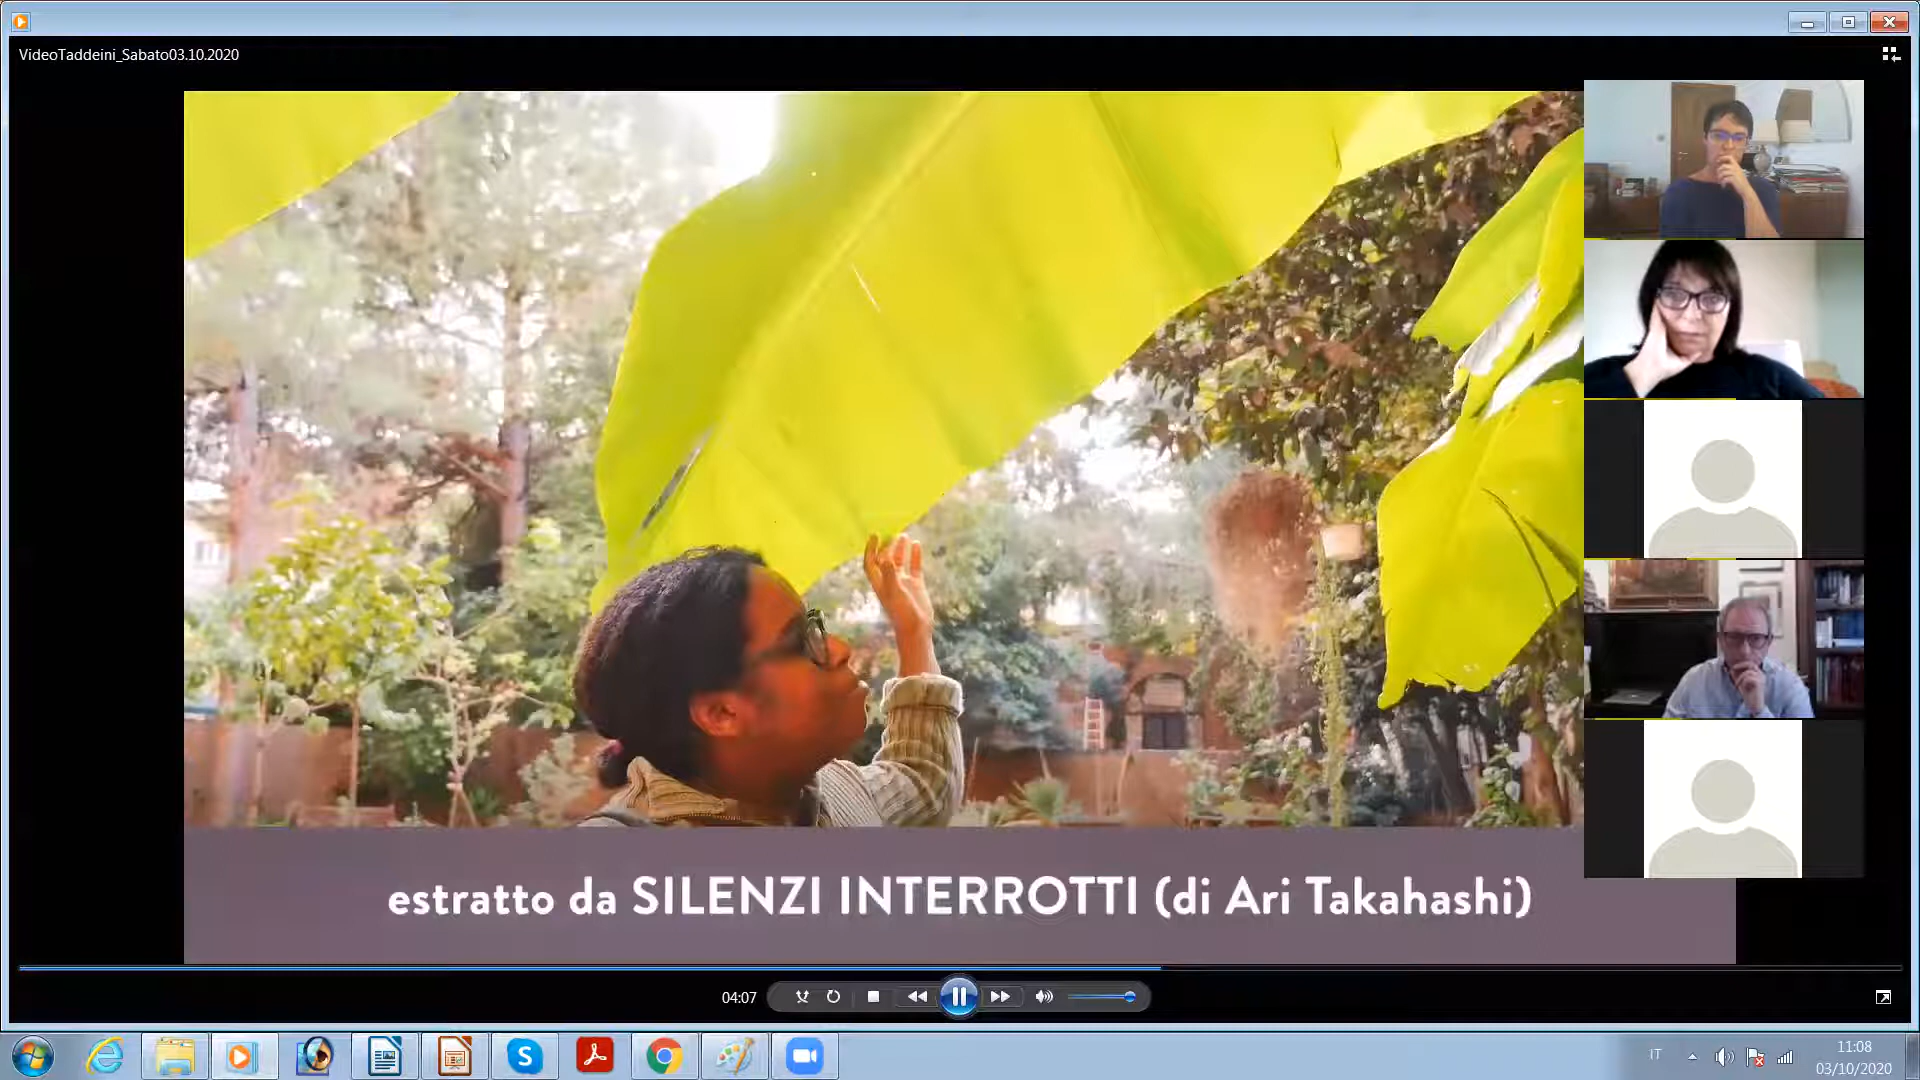 VideoTaddeini_Sabato03.10.2020
estratto da SILENZI INTERROTTI (di Ari Takahashi)
04:07
IT
11:08
03/10/2020